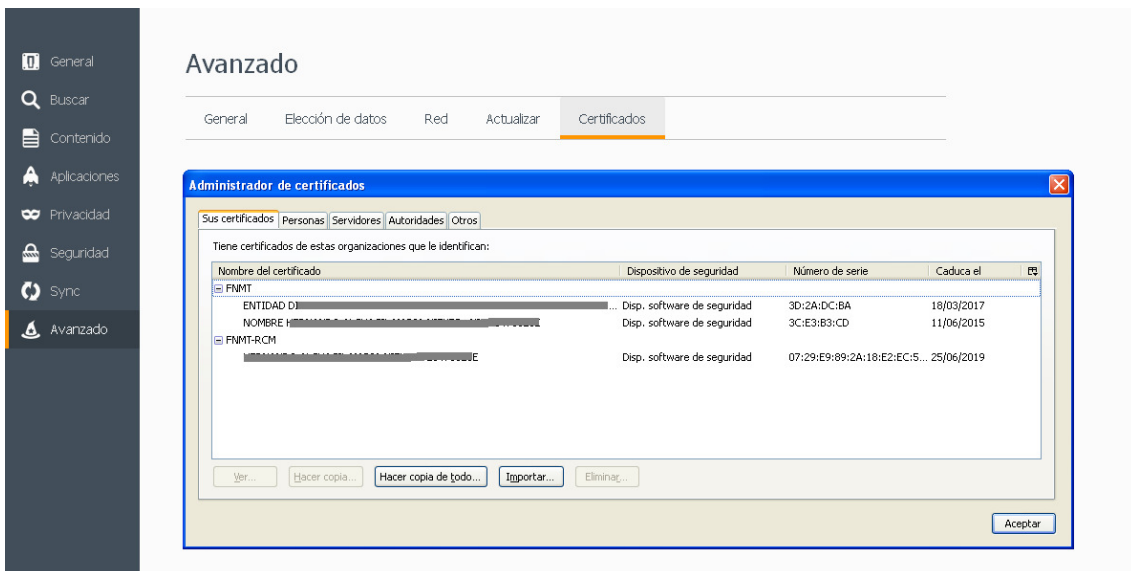 General
Buscar
Contenido
Aplicaciones
Privacidad
Seguridad
Sync
Avanzado
Avanzado
General Elección de datos Red Actualizar Certificados
Administrador de certificados
Sus certificados Personas Servidores Autoridades Otros
Tiene certificados de estas organizaciones que le identifican:
Nombre del certificado Dispositivo de seguridad Número de serie Caduca el
FNMT
ENTIDAD ... Disp. software de seguridad 3D:2A:DC:BA 18/03/2017
NOMBRE Disp. software de seguridad 3C:E3:B3:CD 11/06/2015
FNMT-RCM
Disp. software de seguridad 07:29:E9:89:2A:18:E2:EC:5... 25/06/2019
Ver... Hacer copia... Hacer copia de todo... Importar... Eliminar...
Aceptar